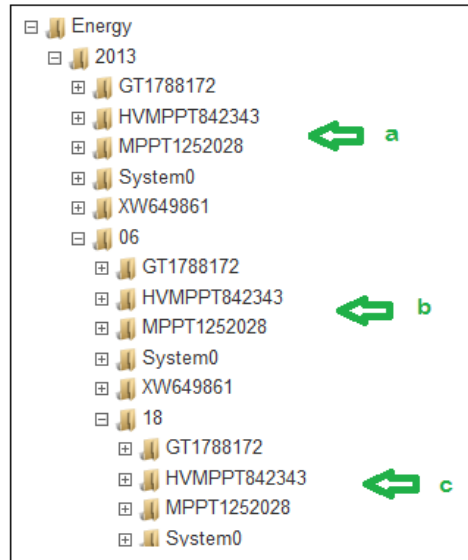 Energy
2013
GT1788172
HVMPPT842343
MPPT1252028 a
System0
XW649861
06
GT1788172
HVMPPT842343 b
MPPT1252028
System0
XW649861
18
GT1788172
HVMPPT842343 c
MPPT1252028
System0